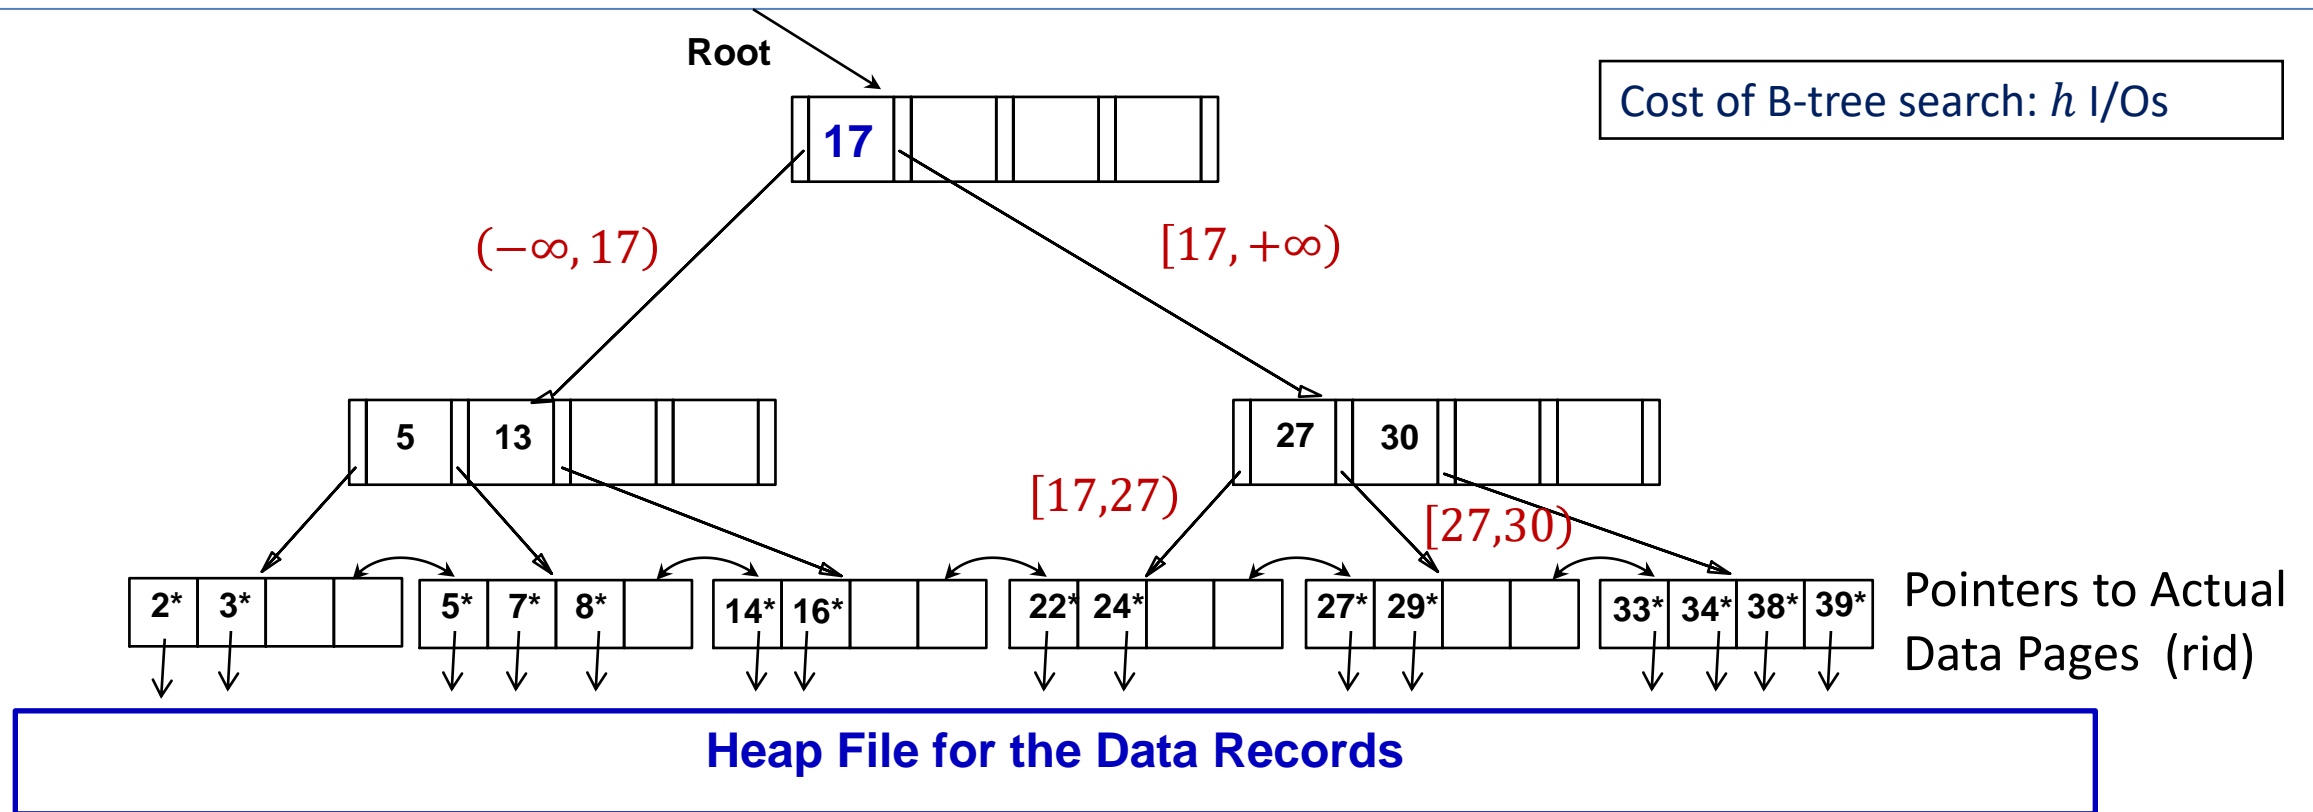 Root
Cost of B-tree search: ℎ I/Os
17
(−∞, 17)
[17, +∞)
5 13
27 30
[17,27)
[27,30)
2* 3*
5* 7* 8*
14* 16*
22* 24*
27* 29*
33* 34* 38* 39*
Pointers to Actual
Data Pages (rid)
Heap File for the Data Records